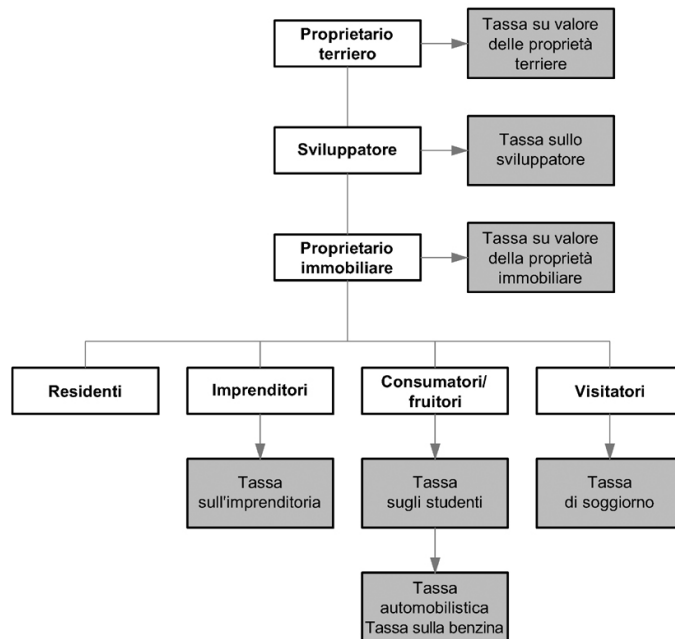 Proprietario
terriero
Tassa su valore
delle proprietà
terriere
Sviluppatore
Tassa sullo
sviluppatore
Proprietario
immobiliare
Tassa su valore
della proprietà
immobiliare
Residenti
Imprenditori
Consumatori/
fruitori
Visitatori
Tassa
sull'imprenditoria
Tassa
sugli studenti
Tassa
di soggiorno
Tassa
automobilistica
Tassa sulla benzina